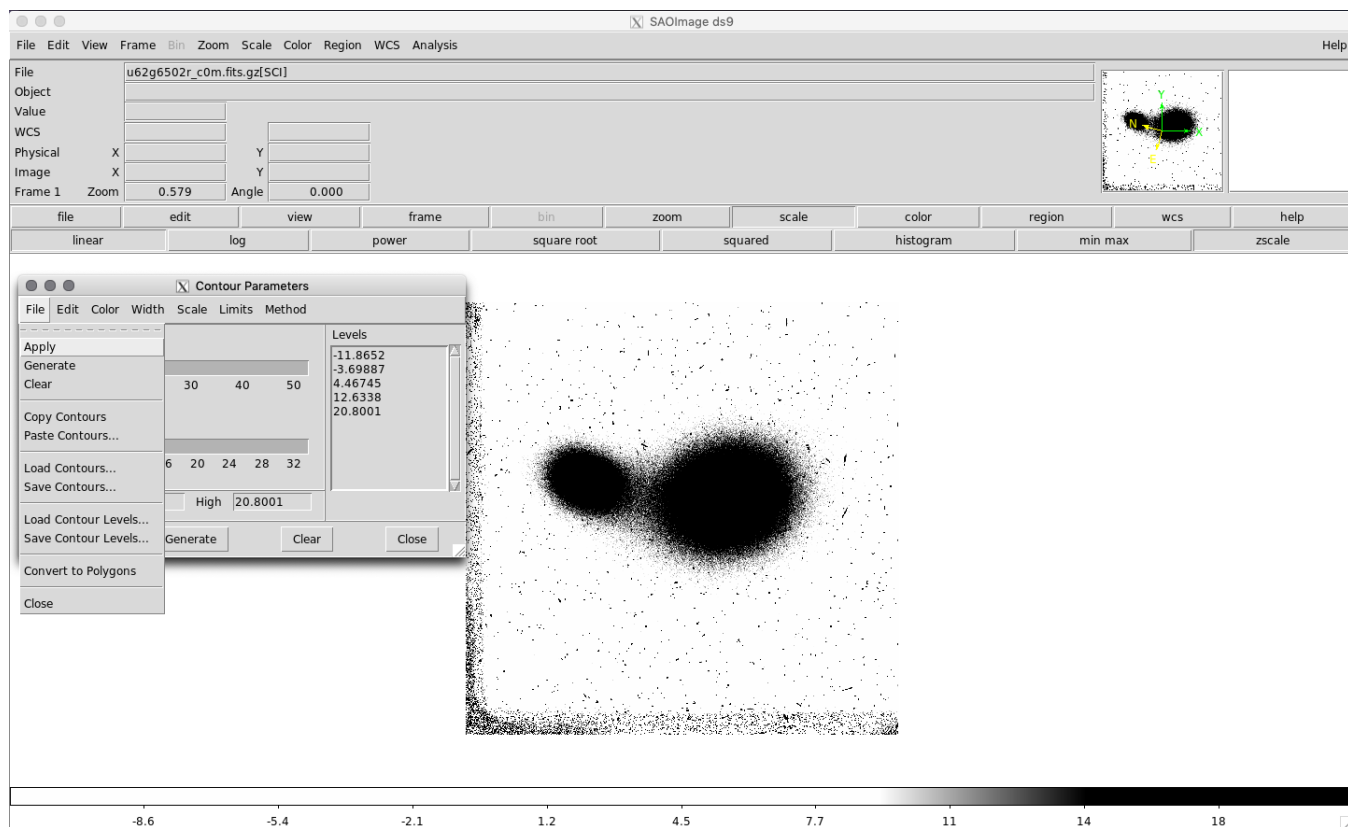 SAOImage ds9
File Edit View Frame Bin Zoom Scale Color Region WCS Analysis Help
File u62g6502r_c0m.fits.gz[SCI]
Object
Value
WCS
Physical X Y
Image X Y
Frame 1 Zoom 0.579 Angle 0.000
Y
N X
E
file edit view frame bin zoom scale color region wcs help
linear log power square root squared histogram min max zscale
Contour Parameters
File Edit Color Width Scale Limits Method
Apply
Generate
Clear
Copy Contours
Paste Contours...
Load Contours...
Save Contours...
Load Contour Levels...
Save Contour Levels...
Convert to Polygons
Close
30 40 50
6 20 24 28 32
High 20.8001
Levels
-11.8652
-3.69887
4.46745
12.6338
20.8001
Generate Clear Close
-8.6 -5.4 -2.1 1.2 4.5 7.7 11 14 18